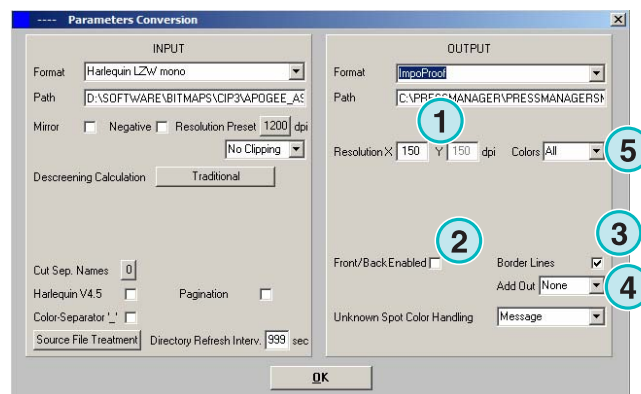 ---- Parameters Conversion
INPUT
Format Harlequin LZW mono
Path D:\SOFTWARE\BITMAPS\CIP3\APOGEE_AS
Mirror Negative Resolution Preset 1200 dpi
No Clipping
Descreening Calculation Traditional
Cut Sep. Names 0
Harlequin V4.5 Pagination
Color-Separator '_'
Source File Treatment Directory Refresh Interv. 999 sec
OUTPUT
Format ImpoProof
Path C:\PRESSMANAGER\PRESSMANAGERSM
1
Resolution X 150 Y 150 dpi Colors All 5
2 3
Front/Back Enabled Border Lines
Add Out None 4
Unknown Spot Color Handling Message
OK